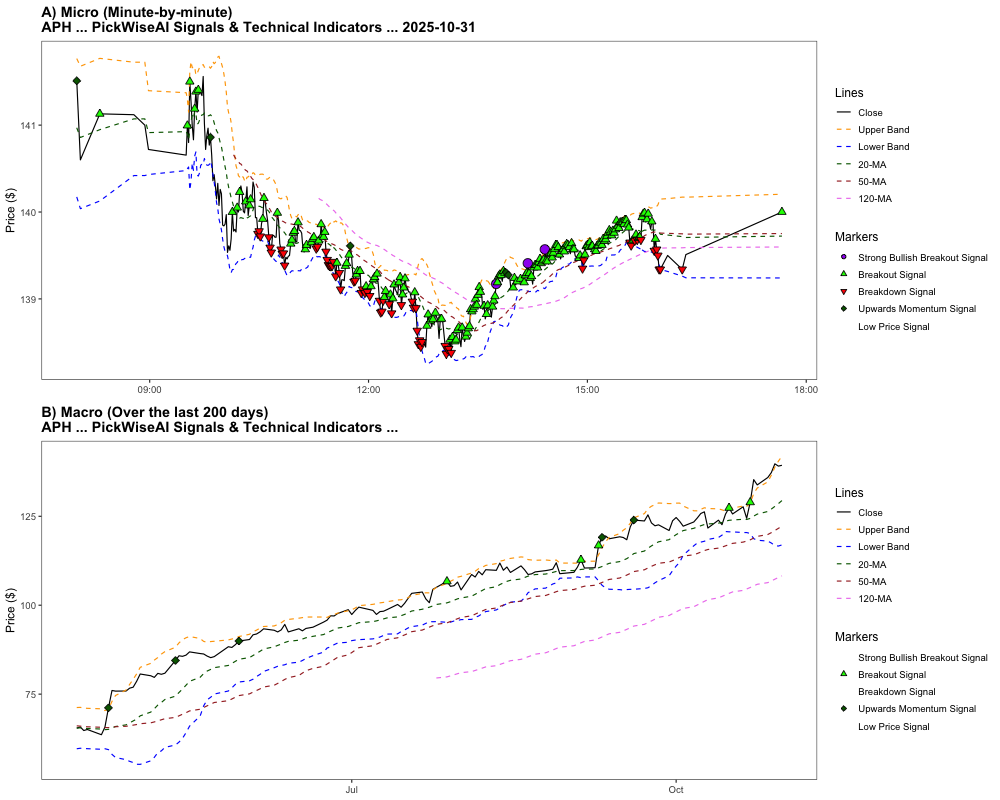 A) Micro (Minute-by-minute)
APH ... PickWiseAI Signals & Technical Indicators ... 2025-10-31
Price ($)
141
140
139
09:00
12:00
15:00
18:00
Lines
Close
Upper Band
Lower Band
20-MA
50-MA
120-MA
Markers
Strong Bullish Breakout Signal
Breakout Signal
Breakdown Signal
Upwards Momentum Signal
Low Price Signal
B) Macro (Over the last 200 days)
APH ... PickWiseAI Signals & Technical Indicators ...
Price ($)
125
100
75
Jul
Oct
Lines
Close
Upper Band
Lower Band
20-MA
50-MA
120-MA
Markers
Strong Bullish Breakout Signal
Breakout Signal
Breakdown Signal
Upwards Momentum Signal
Low Price Signal